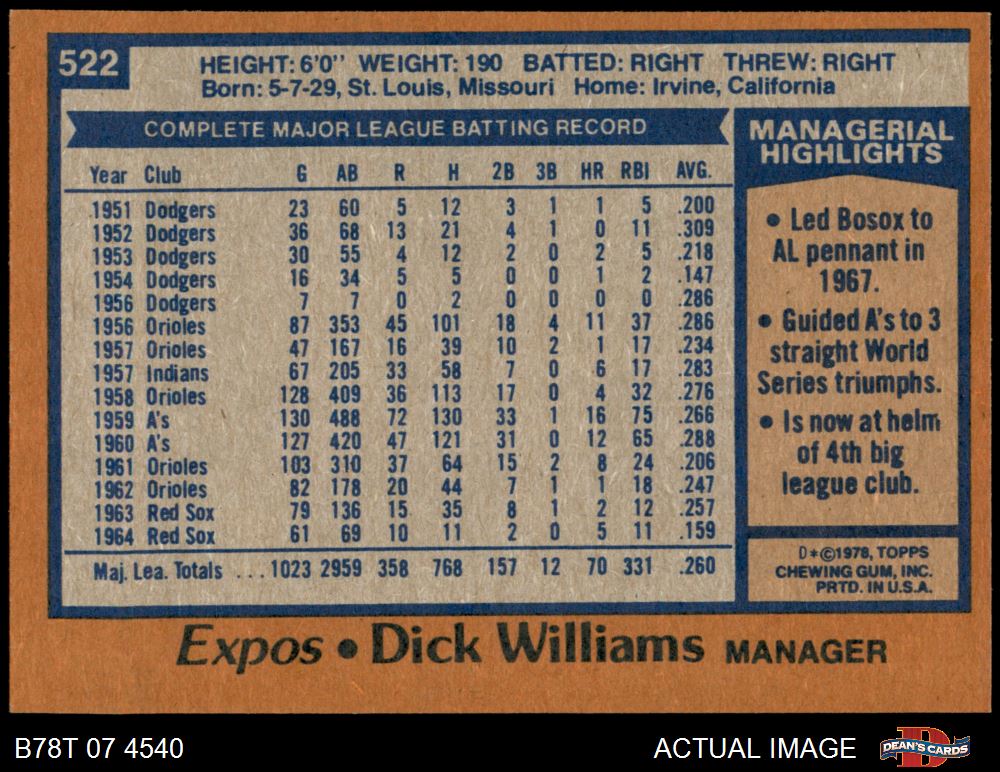 522
HEIGHT: 6'0'' WEIGHT: 190 BATTED: RIGHT THREW: RIGHT
Born: 5-7-29, St. Louis, Missouri Home: Irvine, California
COMPLETE MAJOR LEAGUE BATTING RECORD
Year Club G AB R H 2B 3B HR RBI AVG.
1951 Dodgers 23 60 5 12 3 1 1 5 .200
1952 Dodgers 36 68 13 21 4 1 0 11 .309
1953 Dodgers 30 55 4 12 2 0 2 5 .218
1954 Dodgers 16 34 5 5 0 0 1 2 .147
1956 Dodgers 7 7 0 2 0 0 0 0 .286
1956 Orioles 87 353 45 101 18 4 11 37 .286
1957 Orioles 47 167 16 39 10 2 1 17 .234
1957 Indians 67 205 33 58 7 0 6 17 .283
1958 Orioles 128 409 36 113 17 0 4 32 .276
1959 A's 130 488 72 130 33 1 16 75 .266
1960 A's 127 420 47 121 31 0 12 65 .288
1961 Orioles 103 310 37 64 15 2 8 24 .206
1962 Orioles 82 178 20 44 7 1 1 18 .247
1963 Red Sox 79 136 15 35 8 1 2 12 .257
1964 Red Sox 61 69 10 11 2 0 5 11 .159
Maj. Lea. Totals ... 1023 2959 358 768 157 12 70 331 .260
MANAGERIAL
HIGHLIGHTS
• Led Bosox to
AL pennant in
1967.
• Guided A's to 3
straight World
Series triumphs.
• Is now at helm
of 4th big
league club.
D*©1978, TOPPS
CHEWING GUM, INC.
PRTD. IN U.S.A.
Expos • Dick Williams MANAGER
B78T 07 4540
ACTUAL IMAGE
D
DEAN'S CARDS